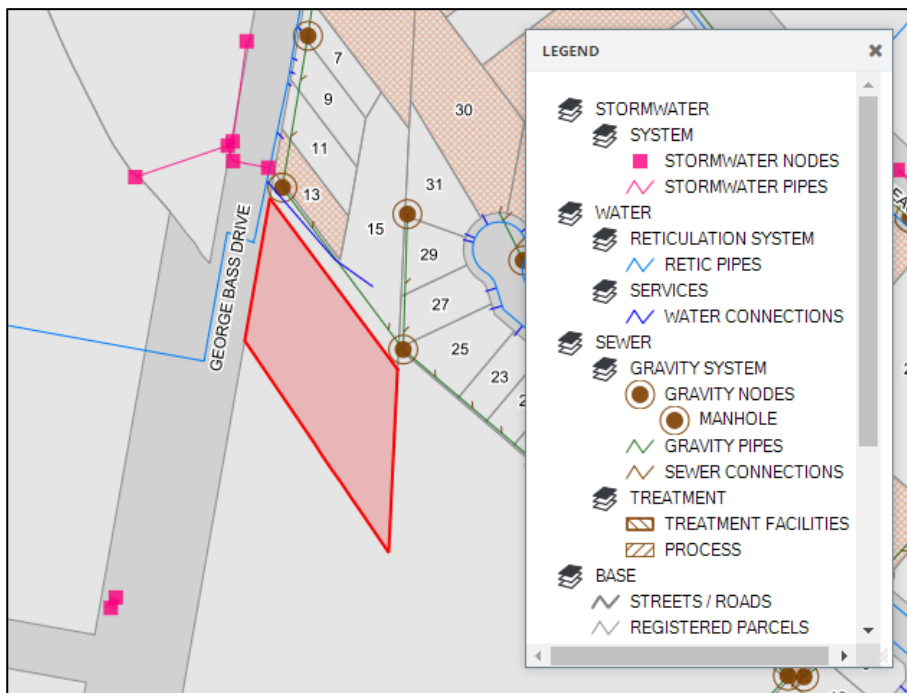 7
9
11
13
15
31
30
29
27
25
23
GEORGE BASS DRIVE
LEGEND
STORMWATER
SYSTEM
STORMWATER NODES
STORMWATER PIPES
WATER
RETICULATION SYSTEM
RETIC PIPES
SERVICES
WATER CONNECTIONS
SEWER
GRAVITY SYSTEM
GRAVITY NODES
MANHOLE
GRAVITY PIPES
SEWER CONNECTIONS
TREATMENT
TREATMENT FACILITIES
PROCESS
BASE
STREETS / ROADS
REGISTERED PARCELS